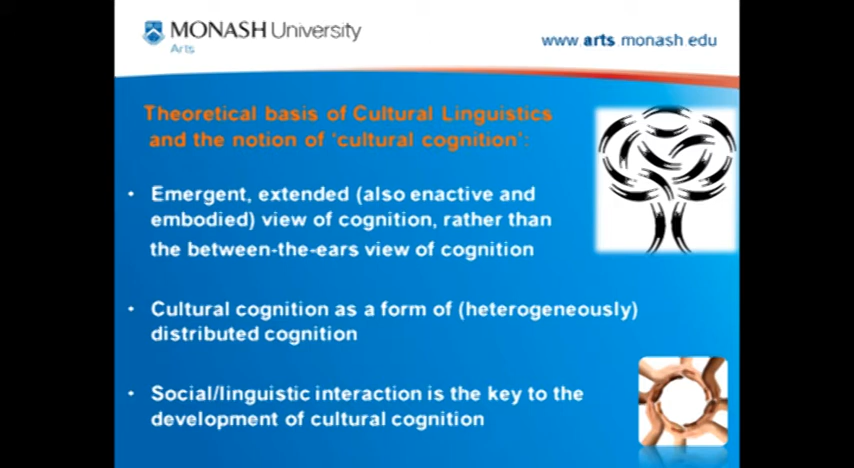 MONASH University
Arts
www arts monash edu
Theoretical basis of Cultural Linguistics
and the notion of 'cultural cognition':
• Emergent, extended (also enactive and
embodied) view of cognition, rather than
the between-the-ears view of cognition
• Cultural cognition as a form of (heterogeneously)
distributed cognition
• Social/linguistic interaction is the key to the
development of cultural cognition